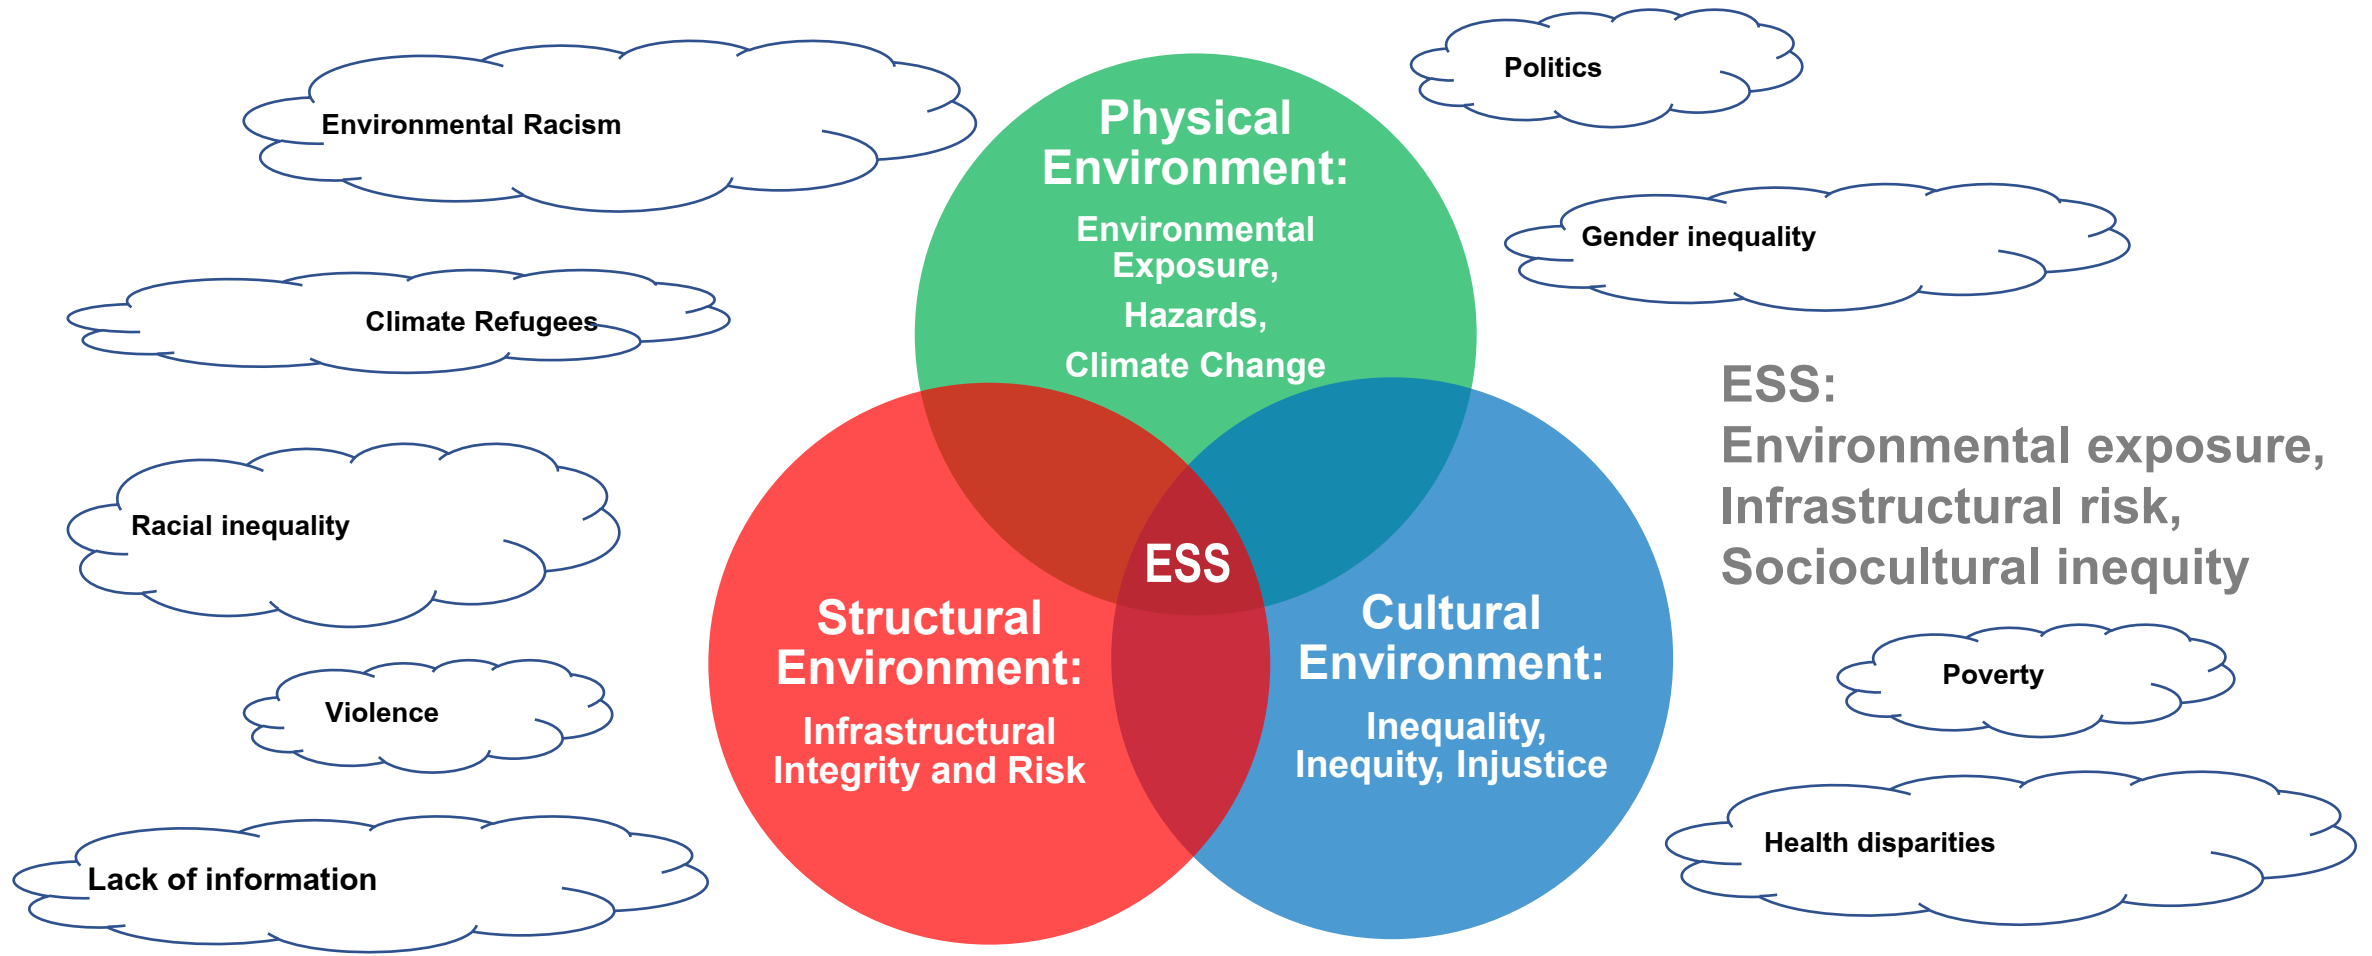 Environmental Racism
Climate Refugees
Racial inequality
Violence
Lack of information
Physical
Environment:
Environmental
Exposure,
Hazards,
Climate Change
ESS
Structural
Environment:
Infrastructural
Integrity and Risk
Cultural
Environment:
Inequality,
Inequity, Injustice
Politics
Gender inequality
ESS:
Environmental exposure,
Infrastructural risk,
Sociocultural inequity
Poverty
Health disparities